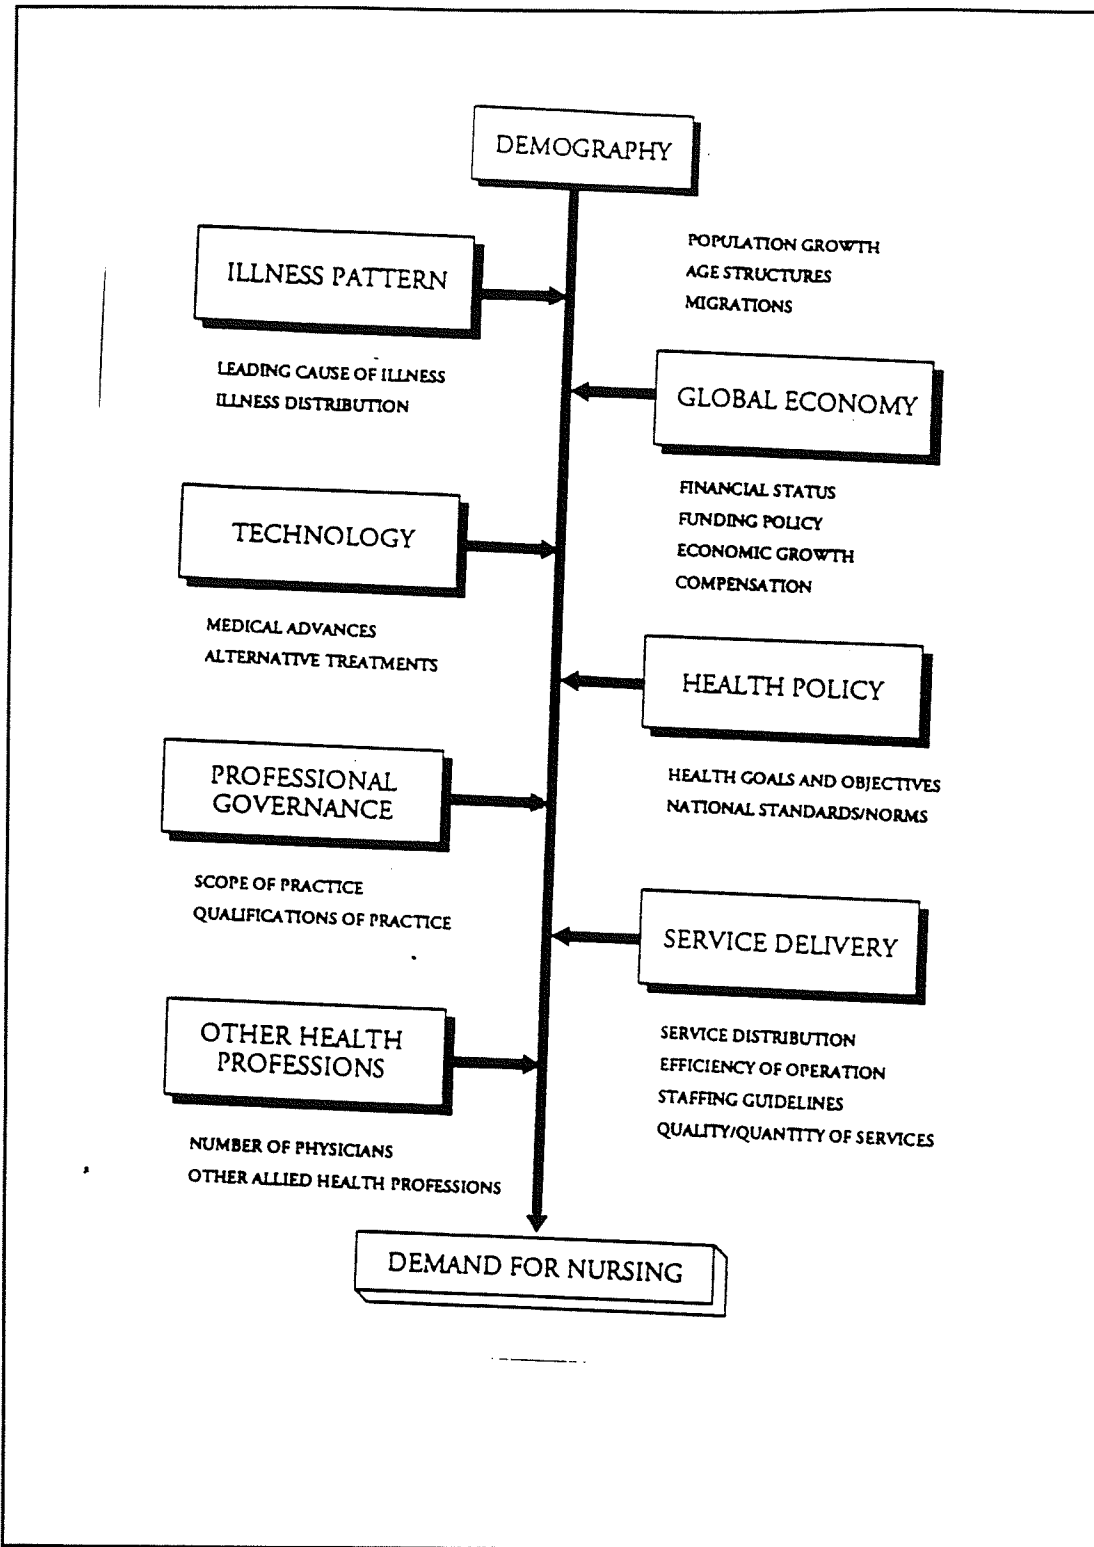 DEMOGRAPHY
POPULATION GROWTH
AGE STRUCTURES
MIGRATIONS
ILLNESS PATTERN
LEADING CAUSE OF ILLNESS
ILLNESS DISTRIBUTION
GLOBAL ECONOMY
FINANCIAL STATUS
FUNDING POLICY
ECONOMIC GROWTH
COMPENSATION
TECHNOLOGY
MEDICAL ADVANCES
ALTERNATIVE TREATMENTS
HEALTH POLICY
HEALTH GOALS AND OBJECTIVES
NATIONAL STANDARDS/NORMS
PROFESSIONAL
GOVERNANCE
SCOPE OF PRACTICE
QUALIFICATIONS OF PRACTICE
SERVICE DELIVERY
SERVICE DISTRIBUTION
EFFICIENCY OF OPERATION
STAFFING GUIDELINES
QUALITY/QUANTITY OF SERVICES
OTHER HEALTH
PROFESSIONS
NUMBER OF PHYSICIANS
OTHER ALLIED HEALTH PROFESSIONS
DEMAND FOR NURSING